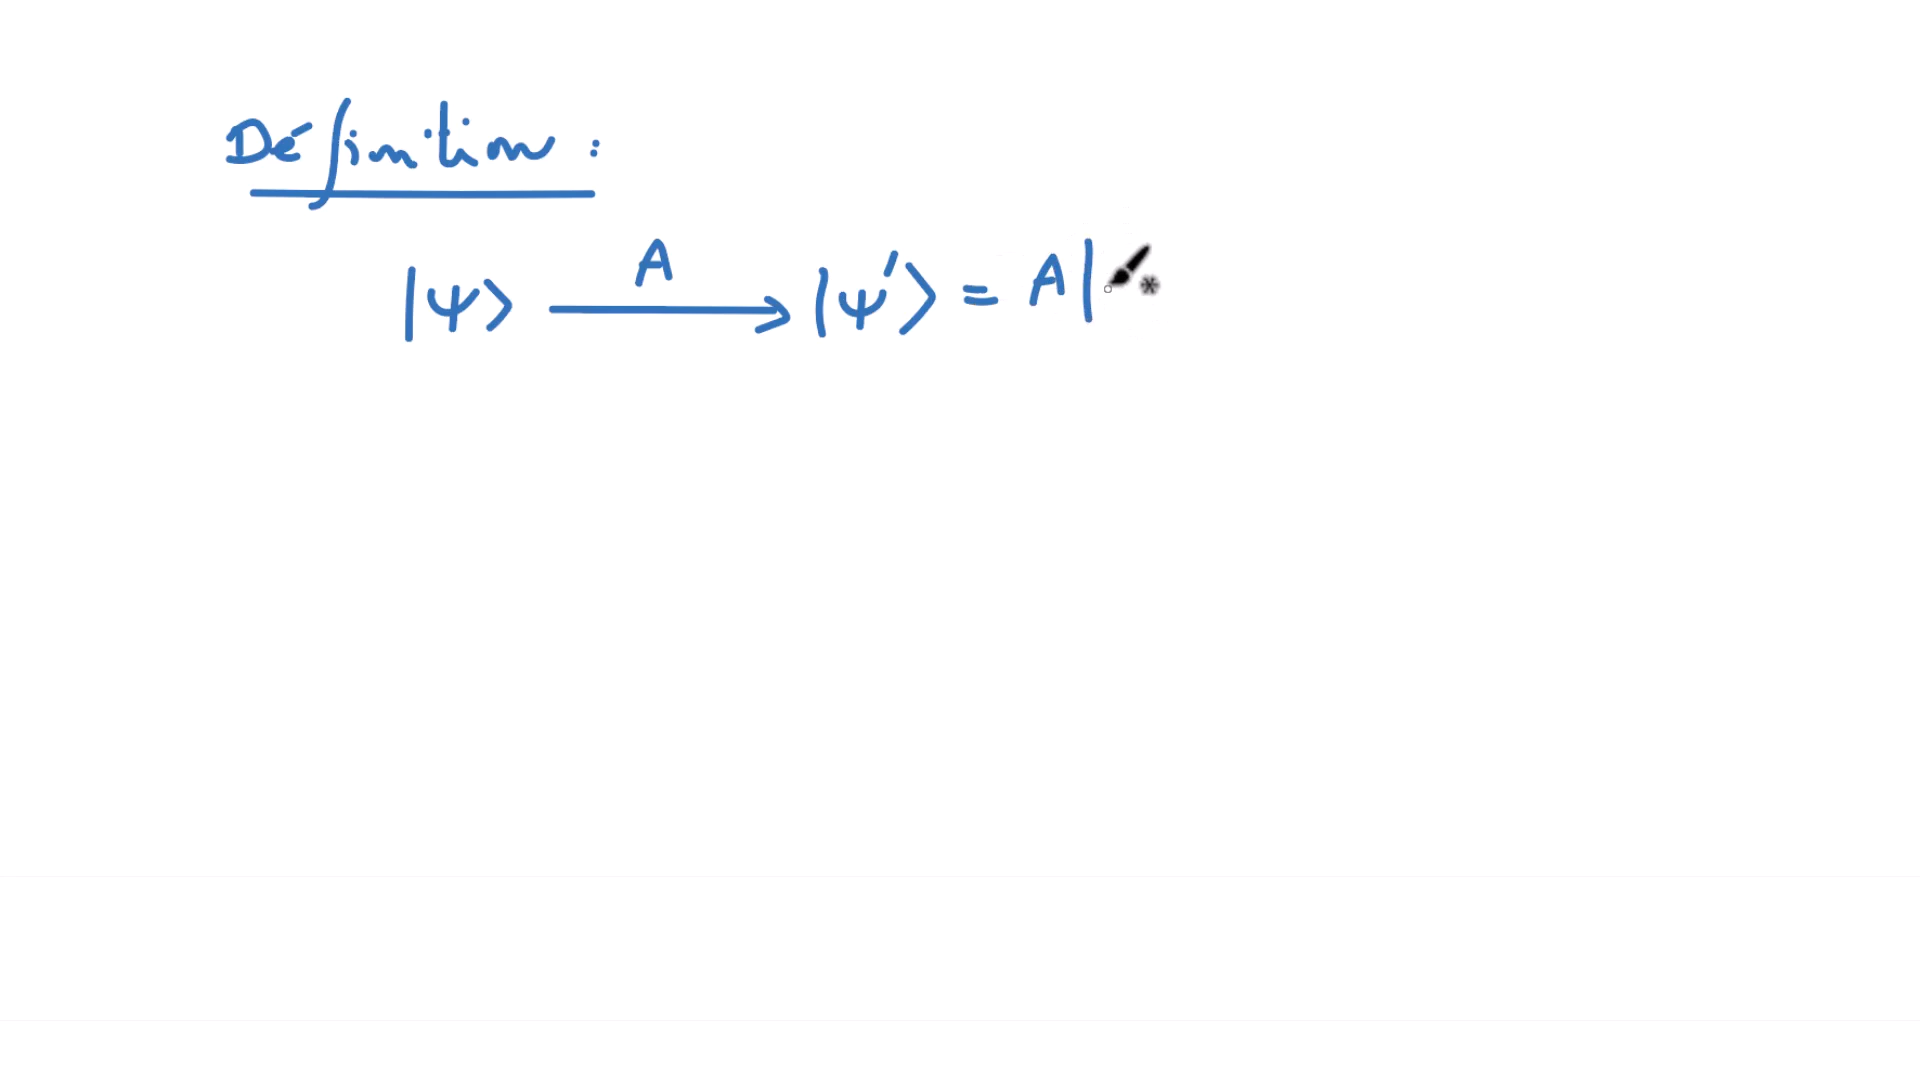 Définition :
|ψ⟩ ⟶ᴬ |ψ'⟩ = A|